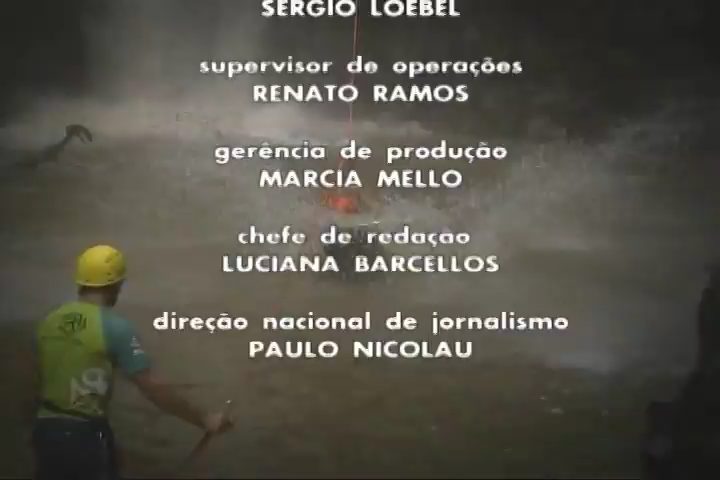 SERGIO LOEBEL
supervisor de operações
RENATO RAMOS
gerência de produção
MARCIA MELLO
chefe de redaçao
LUCIANA BARCELLOS
direção nacional de jornalismo
PAULO NICOLAU